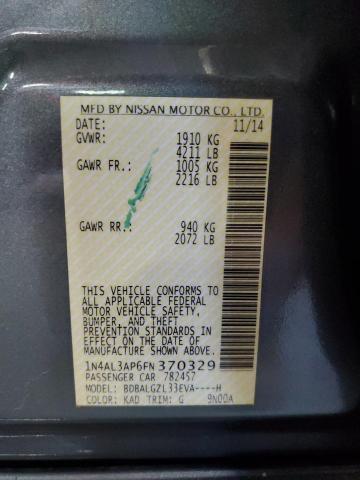 MFD BY NISSAN MOTOR CO., LTD.
DATE: 11/14
GVWR: 1910 KG
4211 LB
GAWR FR.: 1005 KG
2216 LB
GAWR RR.: 940 KG
2072 LB
THIS VEHICLE CONFORMS TO
ALL APPLICABLE FEDERAL
MOTOR VEHICLE SAFETY,
BUMPER, AND THEFT
PREVENTION STANDARDS IN
EFFECT ON THE DATE OF
MANUFACTURE SHOWN ABOVE.
1N4AL3AP6FN370329
PASSENGER CAR 782457
MODEL: BDBALGZL33EVA----H
COLOR: KAD TRIM: G 9N00A